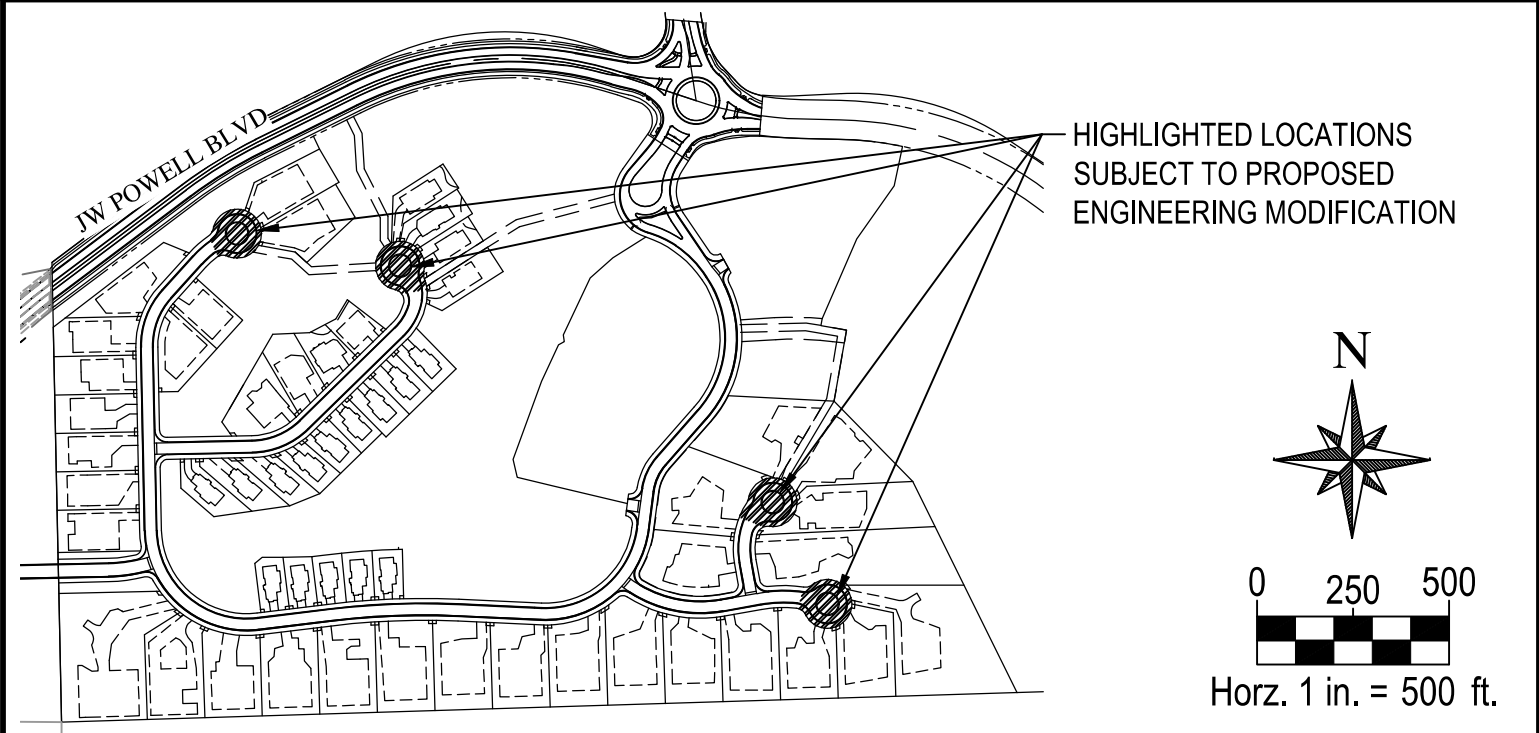 JW POWELL BLVD
HIGHLIGHTED LOCATIONS
SUBJECT TO PROPOSED
ENGINEERING MODIFICATION
N
0 250 500
Horz. 1 in. = 500 ft.